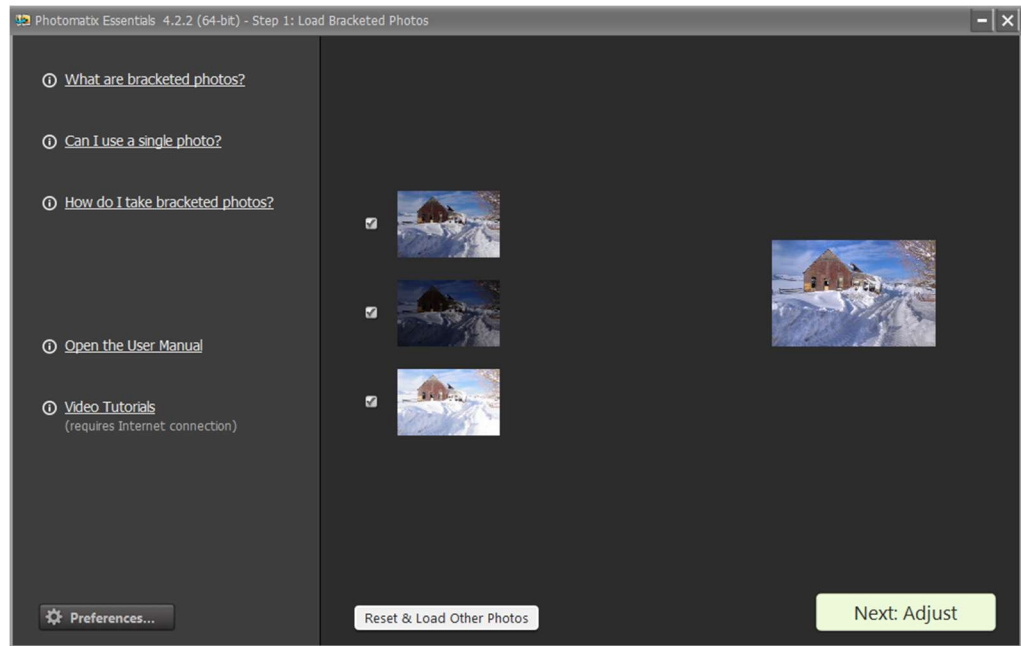 Photomatix Essentials 4.2.2 (64-bit) - Step 1: Load Bracketed Photos
What are bracketed photos?
Can I use a single photo?
How do I take bracketed photos?
Open the User Manual
Video Tutorials
(requires Internet connection)
Preferences...
Reset & Load Other Photos
Next: Adjust